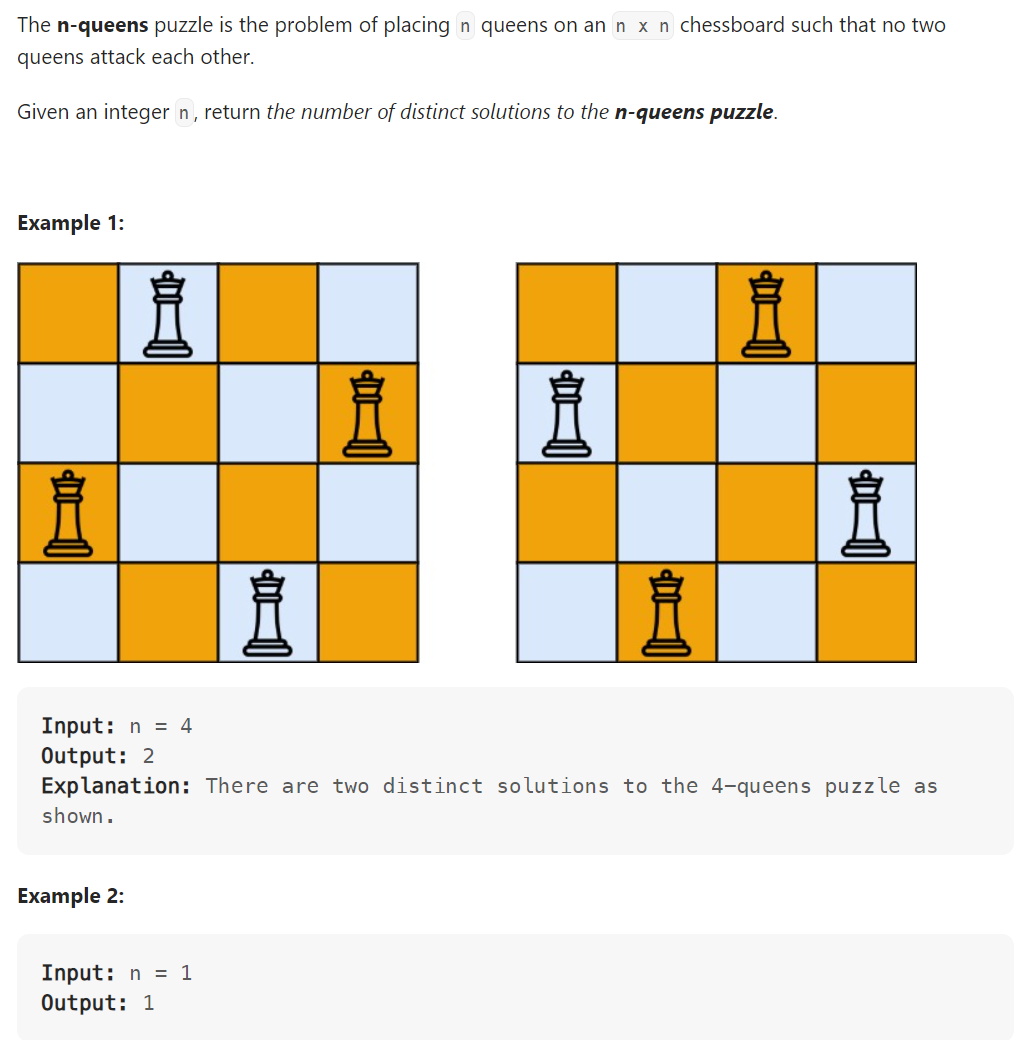 The n-queens puzzle is the problem of placing n queens on an n x n chessboard such that no two
queens attack each other.
Given an integer n, return the number of distinct solutions to the n-queens puzzle.
Example 1:
Input: n = 4
Output: 2
Explanation: There are two distinct solutions to the 4-queens puzzle as
shown.
Example 2:
Input: n = 1
Output: 1